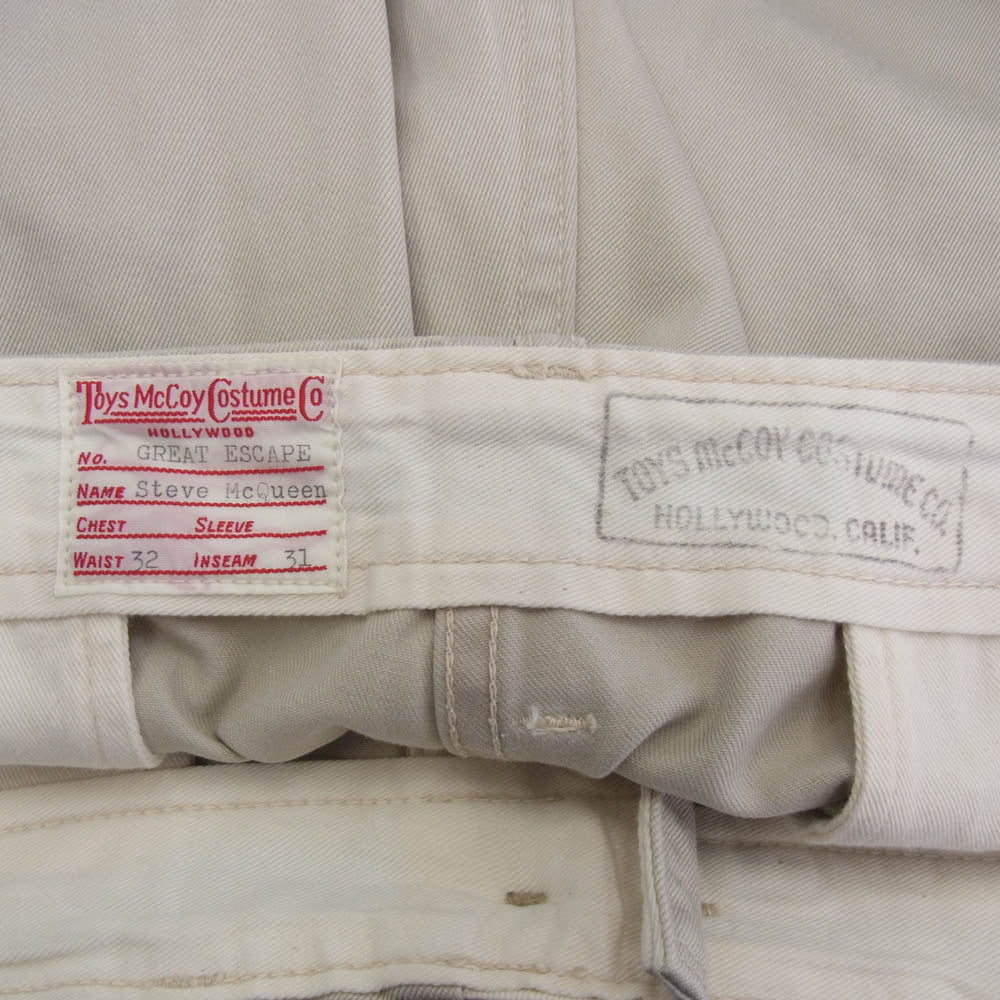 Toys McCoy Costume Co
HOLLYWOOD
No. GREAT ESCAPE
NAME Steve McQueen
CHEST SLEEVE
WAIST 32 INSEAM 31
TOYS McCOY COSTUME CO.
HOLLYWOOD. CALIF.